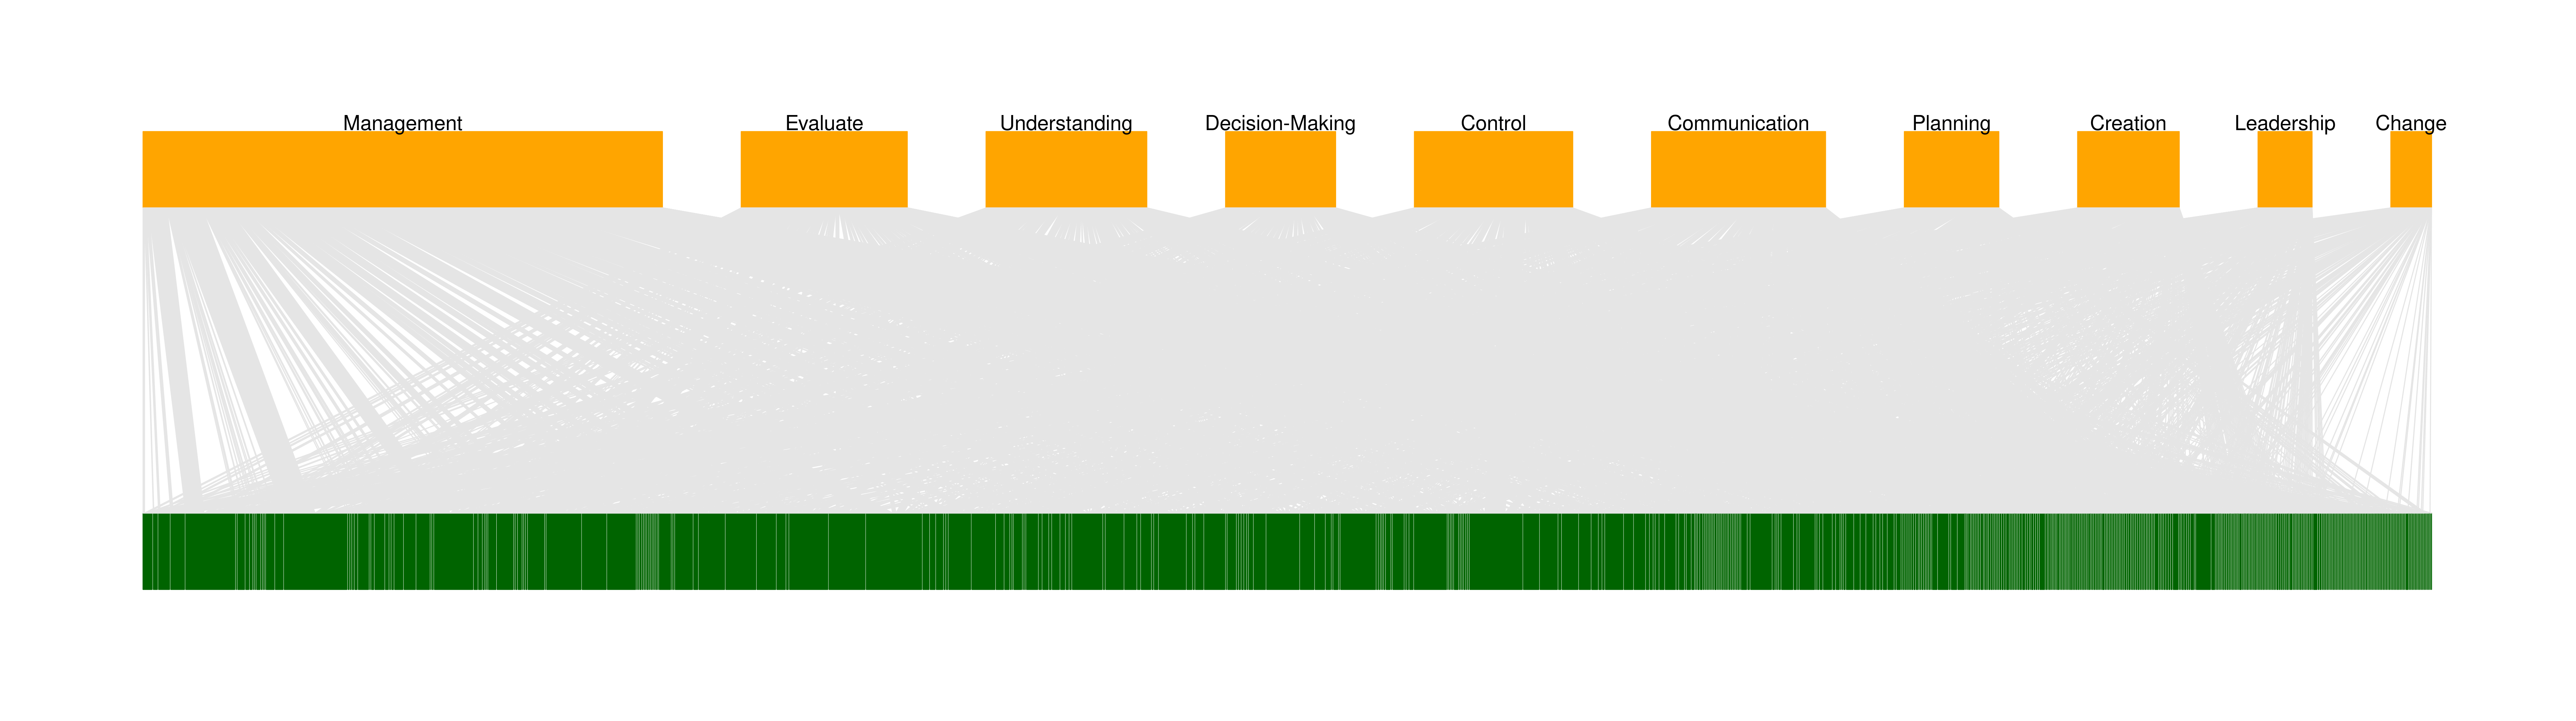 Management Evaluate Understanding Decision-Making Control Communication Planning Creation Leadership Change